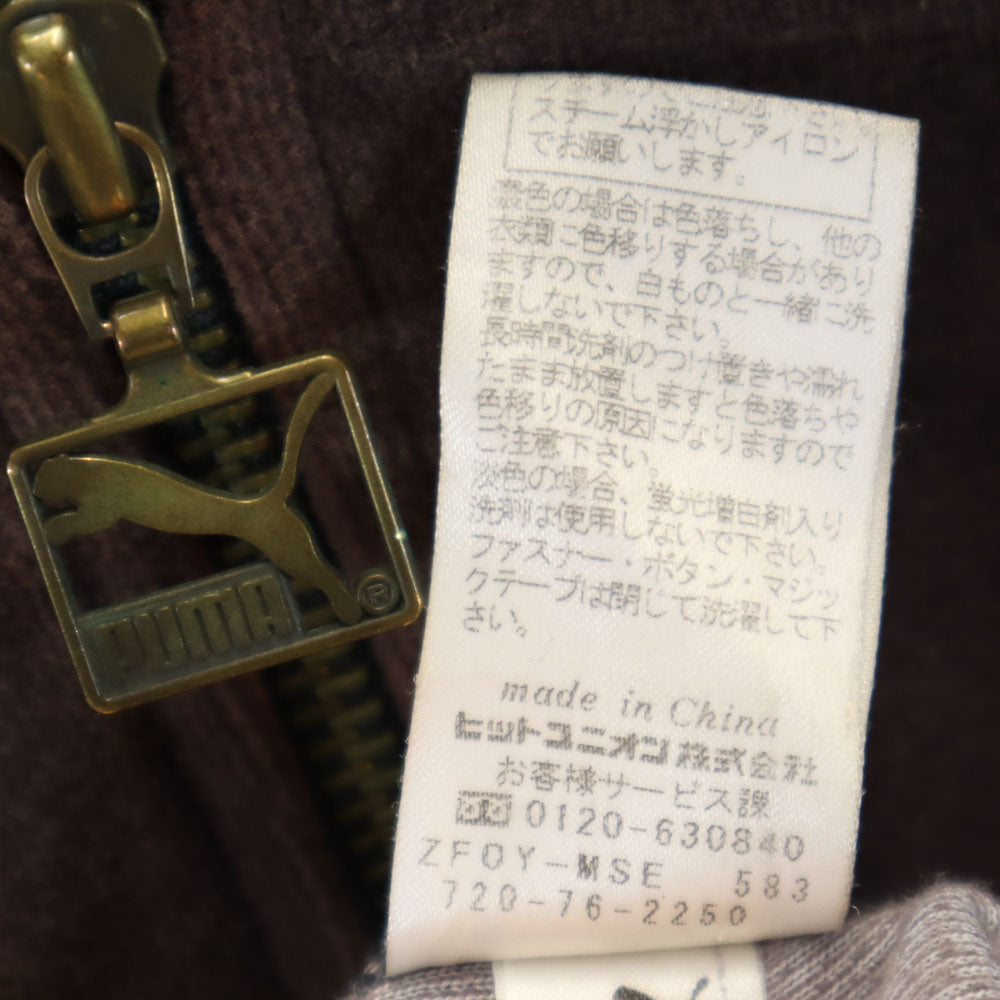 スチーム浮かしアイロン
でお願いします。
濃色の場合は色落ちし、他の
衣類に色移りする場合があり
ますので、白ものと一緒に洗
濯しないで下さい。
長時間洗剤のつけ置きや濡れ
たまま放置しますと色落ちや
色移りの原因になりますので
ご注意下さい。
淡色の場合、蛍光増白剤入り
洗剤は使用しないで下さい。
ファスナー・ボタン・マジッ
クテープは閉じて洗濯して下
さい。
made in China
ヒットユニオン株式会社
お客様サービス課
0120-630840
ZFOY-MSE 583
720-76-2250
PUMA
®